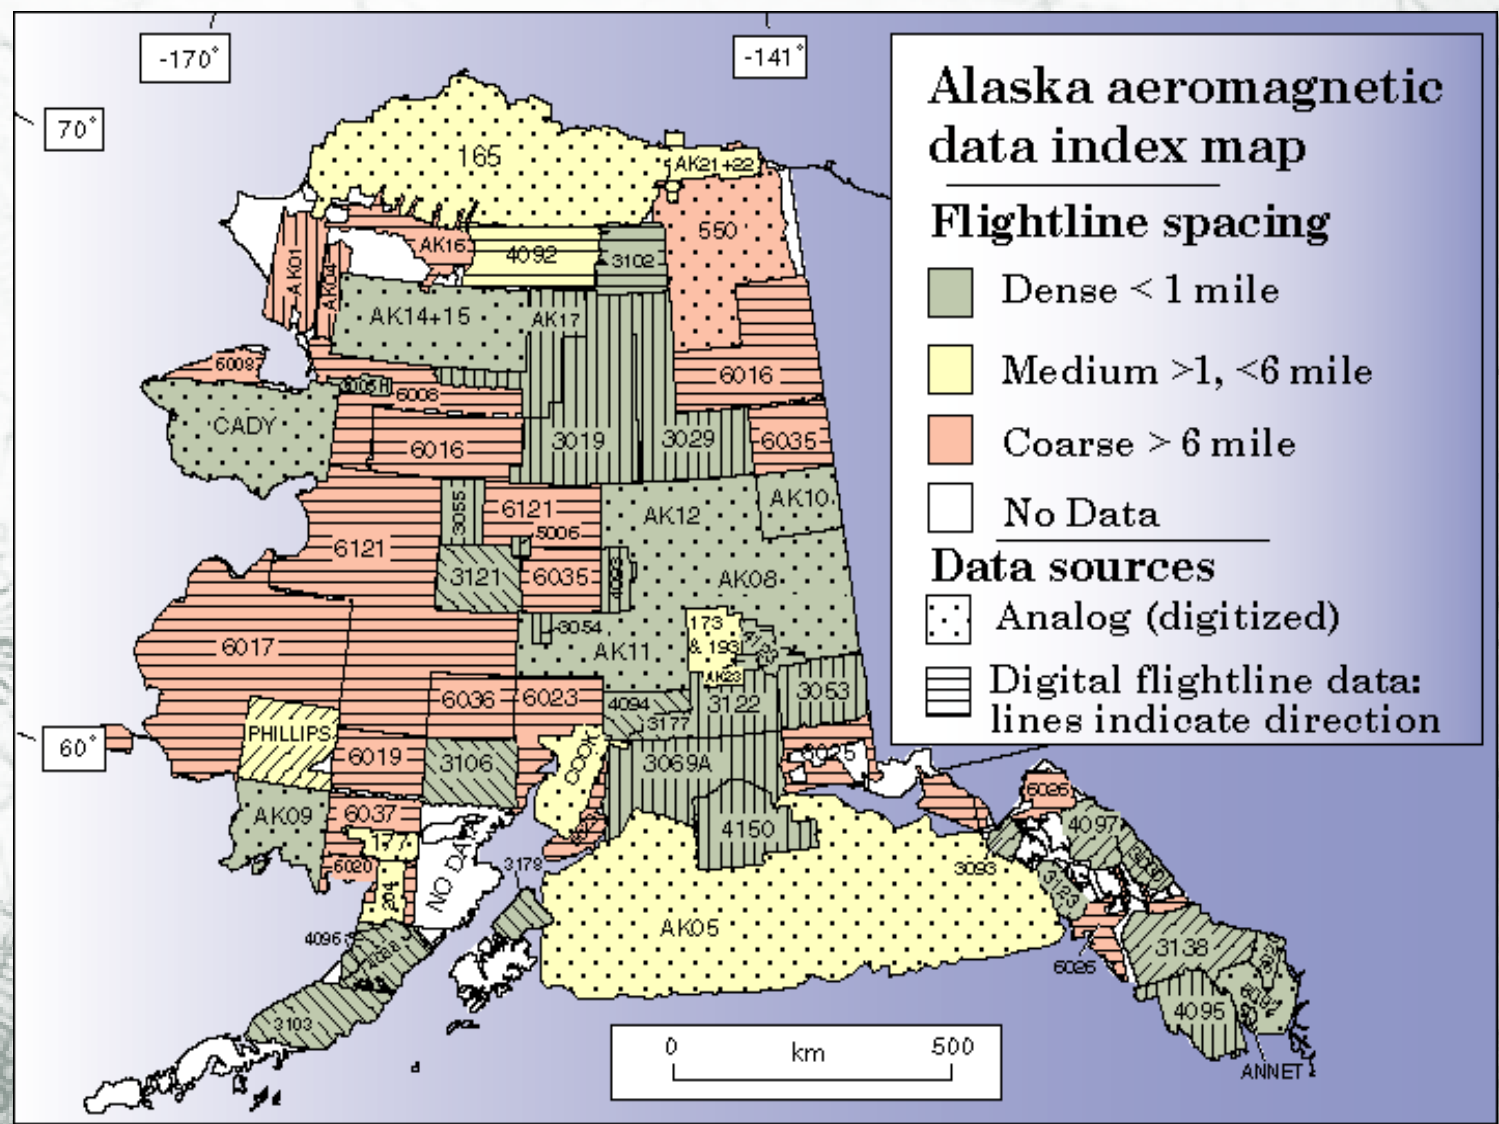 -170°
-141°
70°
60°
Alaska aeromagnetic
data index map
Flightline spacing
Dense < 1 mile
Medium >1, <6 mile
Coarse > 6 mile
No Data
Data sources
Analog (digitized)
Digital flightline data:
lines indicate direction
165
AK21+22
550
AK16
4092
3102
AK01
AK04
AK14+15
AK17
6009
6008
6016
CADY
6016
3019
3029
6035
3055
6121
5006
AK12
AK10
6121
3121
6035
4093
AK08
3054
173
& 193
AK11
AK23
6017
6036
6023
4094
3177
3122
3053
PHILLIPS
6019
3106
COOK
3069A
6025
AK09
6037
177
6020
204
NO DA
3178
4150
3093
6026
4097
3123
AK05
4096
3138
6026
4095
3103
ANNET
0 km 500